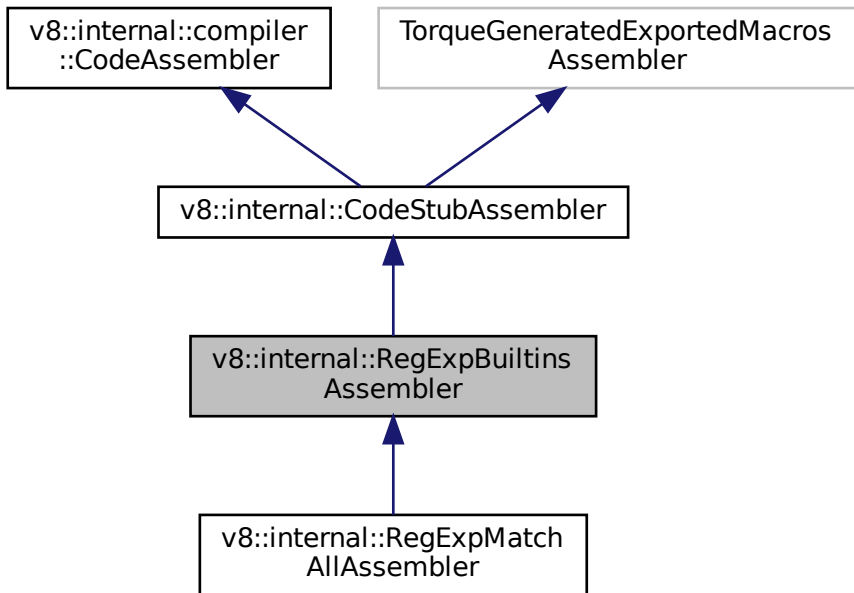 v8::internal::compiler
::CodeAssembler
TorqueGeneratedExportedMacros
Assembler
v8::internal::CodeStubAssembler
v8::internal::RegExpBuiltins
Assembler
v8::internal::RegExpMatch
AllAssembler